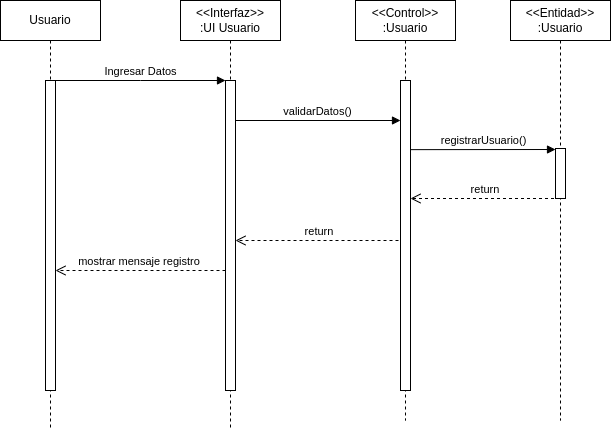 Usuario
<<Interfaz>>
:UI Usuario
<<Control>>
:Usuario
<<Entidad>>
:Usuario
Ingresar Datos
validarDatos()
registrarUsuario()
return
return
mostrar mensaje registro